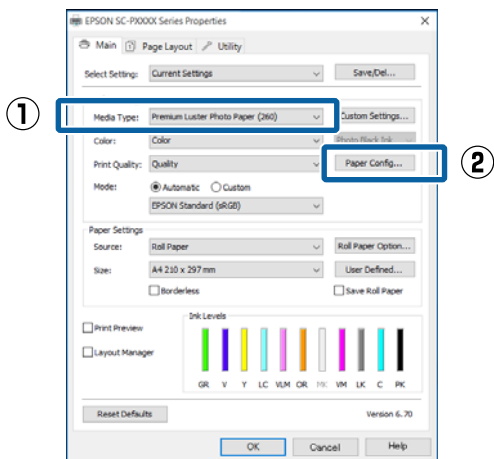 EPSON SC-PXXXX Series Properties
Main Page Layout Utility
Select Setting: Current Settings Save/Del...
① Media Type: Premium Luster Photo Paper (260) Custom Settings...
Color: Color Photo Black Ink
Print Quality: Quality Paper Config... ②
Mode: Automatic Custom
EPSON Standard (sRGB)
Paper Settings
Source: Roll Paper Roll Paper Option...
Size: A4 210 x 297 mm User Defined...
Borderless Save Roll Paper
Ink Levels
Print Preview
Layout Manager
GR V Y LC VLM OR MK VM LK C PK
Reset Defaults Version 6.70
OK Cancel Help